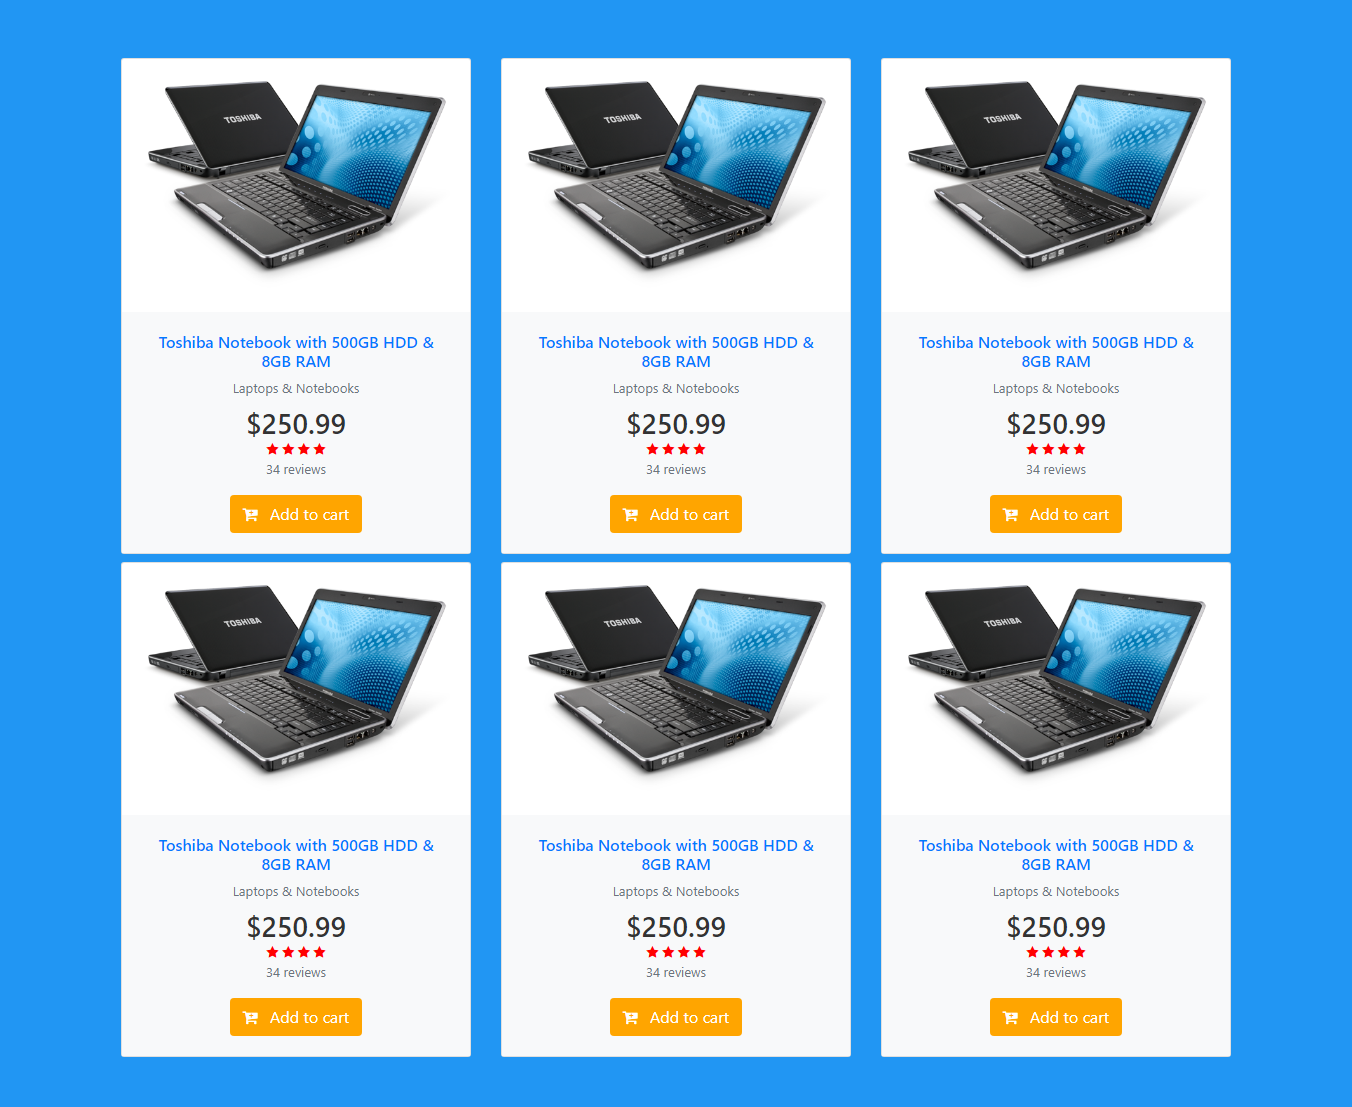 TOSHIBA
TOSHIBA
TOSHIBA
Toshiba Notebook with 500GB HDD &
8GB RAM
Laptops & Notebooks
$250.99
34 reviews
Add to cart
Toshiba Notebook with 500GB HDD &
8GB RAM
Laptops & Notebooks
$250.99
34 reviews
Add to cart
Toshiba Notebook with 500GB HDD &
8GB RAM
Laptops & Notebooks
$250.99
34 reviews
Add to cart
TOSHIBA
TOSHIBA
TOSHIBA
Toshiba Notebook with 500GB HDD &
8GB RAM
Laptops & Notebooks
$250.99
34 reviews
Add to cart
Toshiba Notebook with 500GB HDD &
8GB RAM
Laptops & Notebooks
$250.99
34 reviews
Add to cart
Toshiba Notebook with 500GB HDD &
8GB RAM
Laptops & Notebooks
$250.99
34 reviews
Add to cart